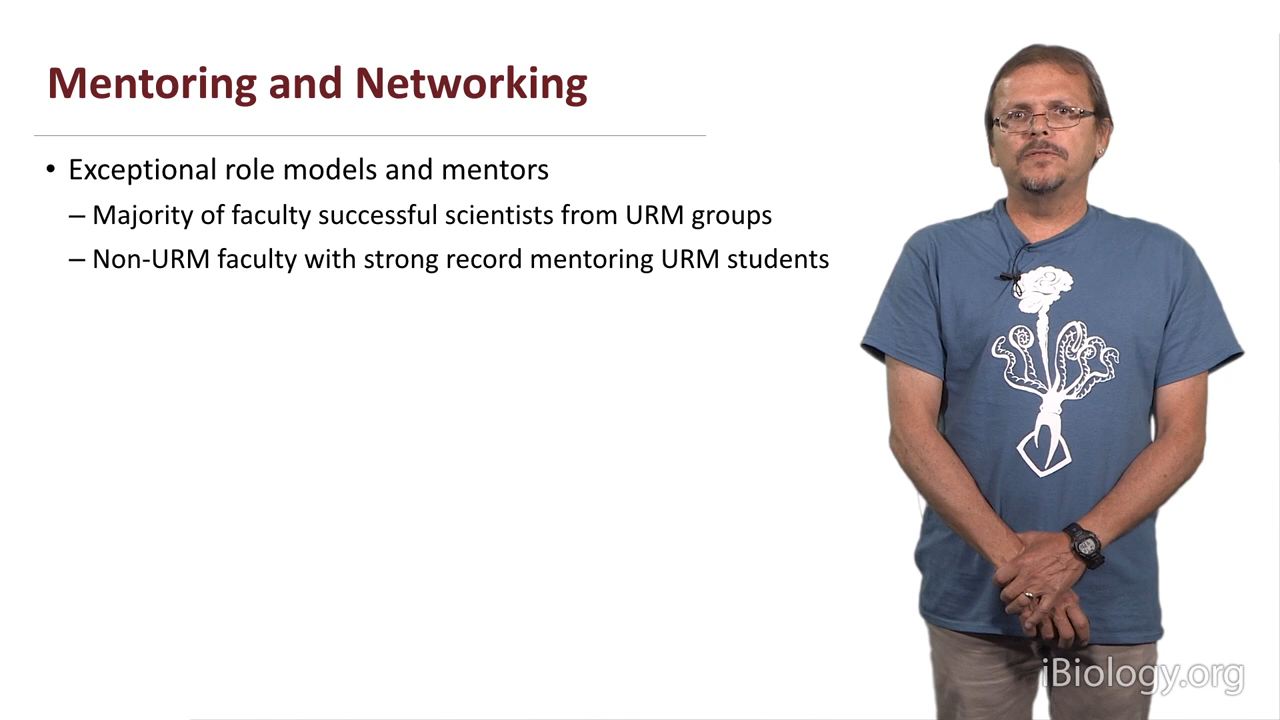 Mentoring and Networking
• Exceptional role models and mentors
– Majority of faculty successful scientists from URM groups
– Non-URM faculty with strong record mentoring URM students
iBiology.org